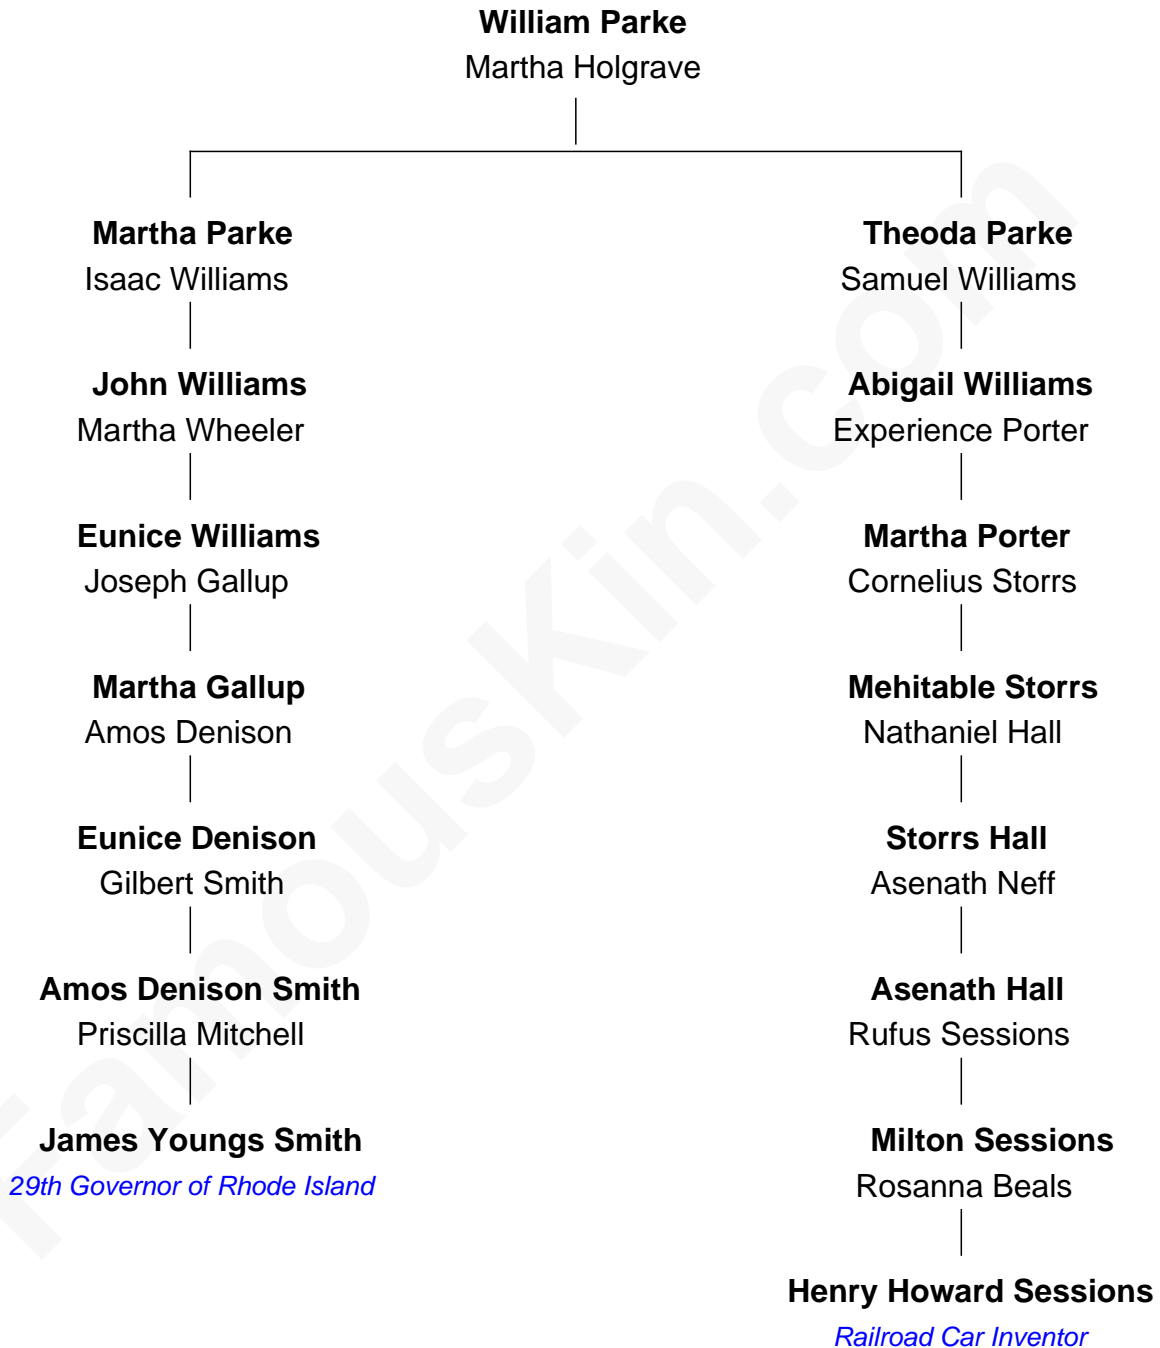 William Parke
Martha Holgrave
Martha Parke
Isaac Williams
Theoda Parke
Samuel Williams
John Williams
Martha Wheeler
Abigail Williams
Experience Porter
Eunice Williams
Joseph Gallup
Martha Porter
Cornelius Storrs
Martha Gallup
Amos Denison
Mehitable Storrs
Nathaniel Hall
Eunice Denison
Gilbert Smith
Storrs Hall
Asenath Neff
Amos Denison Smith
Priscilla Mitchell
Asenath Hall
Rufus Sessions
James Youngs Smith
29th Governor of Rhode Island
Milton Sessions
Rosanna Beals
Henry Howard Sessions
Railroad Car Inventor
FamousKin.com